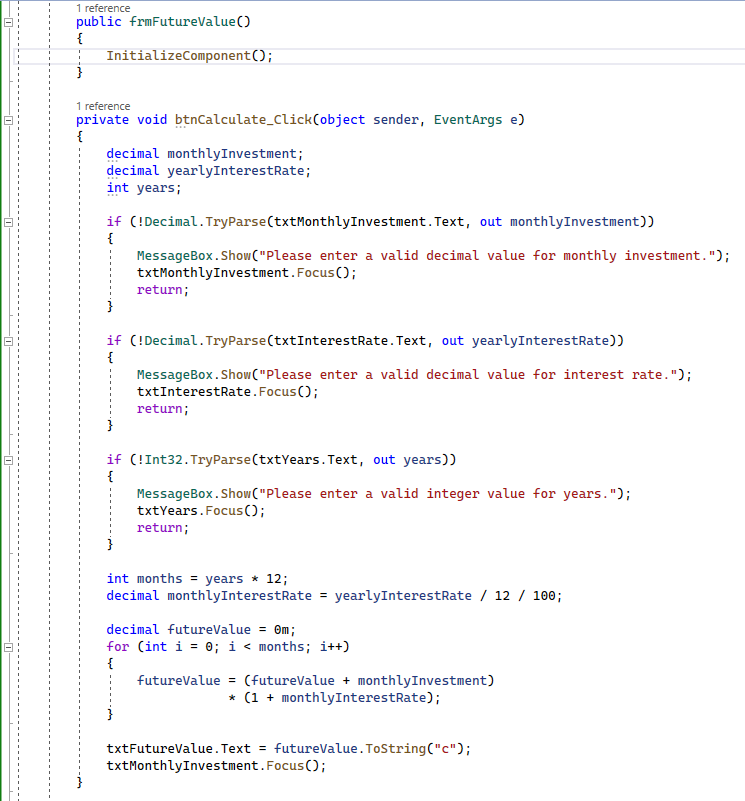 1 reference
public frmFutureValue()
{
InitializeComponent();
}
1 reference
private void btnCalculate_Click(object sender, EventArgs e)
{
decimal monthlyInvestment;
decimal yearlyInterestRate;
int years;
if (!Decimal.TryParse(txtMonthlyInvestment.Text, out monthlyInvestment))
{
MessageBox.Show("Please enter a valid decimal value for monthly investment.");
txtMonthlyInvestment.Focus();
return;
}
if (!Decimal.TryParse(txtInterestRate.Text, out yearlyInterestRate))
{
MessageBox.Show("Please enter a valid decimal value for interest rate.");
txtInterestRate.Focus();
return;
}
if (!Int32.TryParse(txtYears.Text, out years))
{
MessageBox.Show("Please enter a valid integer value for years.");
txtYears.Focus();
return;
}
int months = years * 12;
decimal monthlyInterestRate = yearlyInterestRate / 12 / 100;
decimal futureValue = 0m;
for (int i = 0; i < months; i++)
{
futureValue = (futureValue + monthlyInvestment)
* (1 + monthlyInterestRate);
}
txtFutureValue.Text = futureValue.ToString("c");
txtMonthlyInvestment.Focus();
}